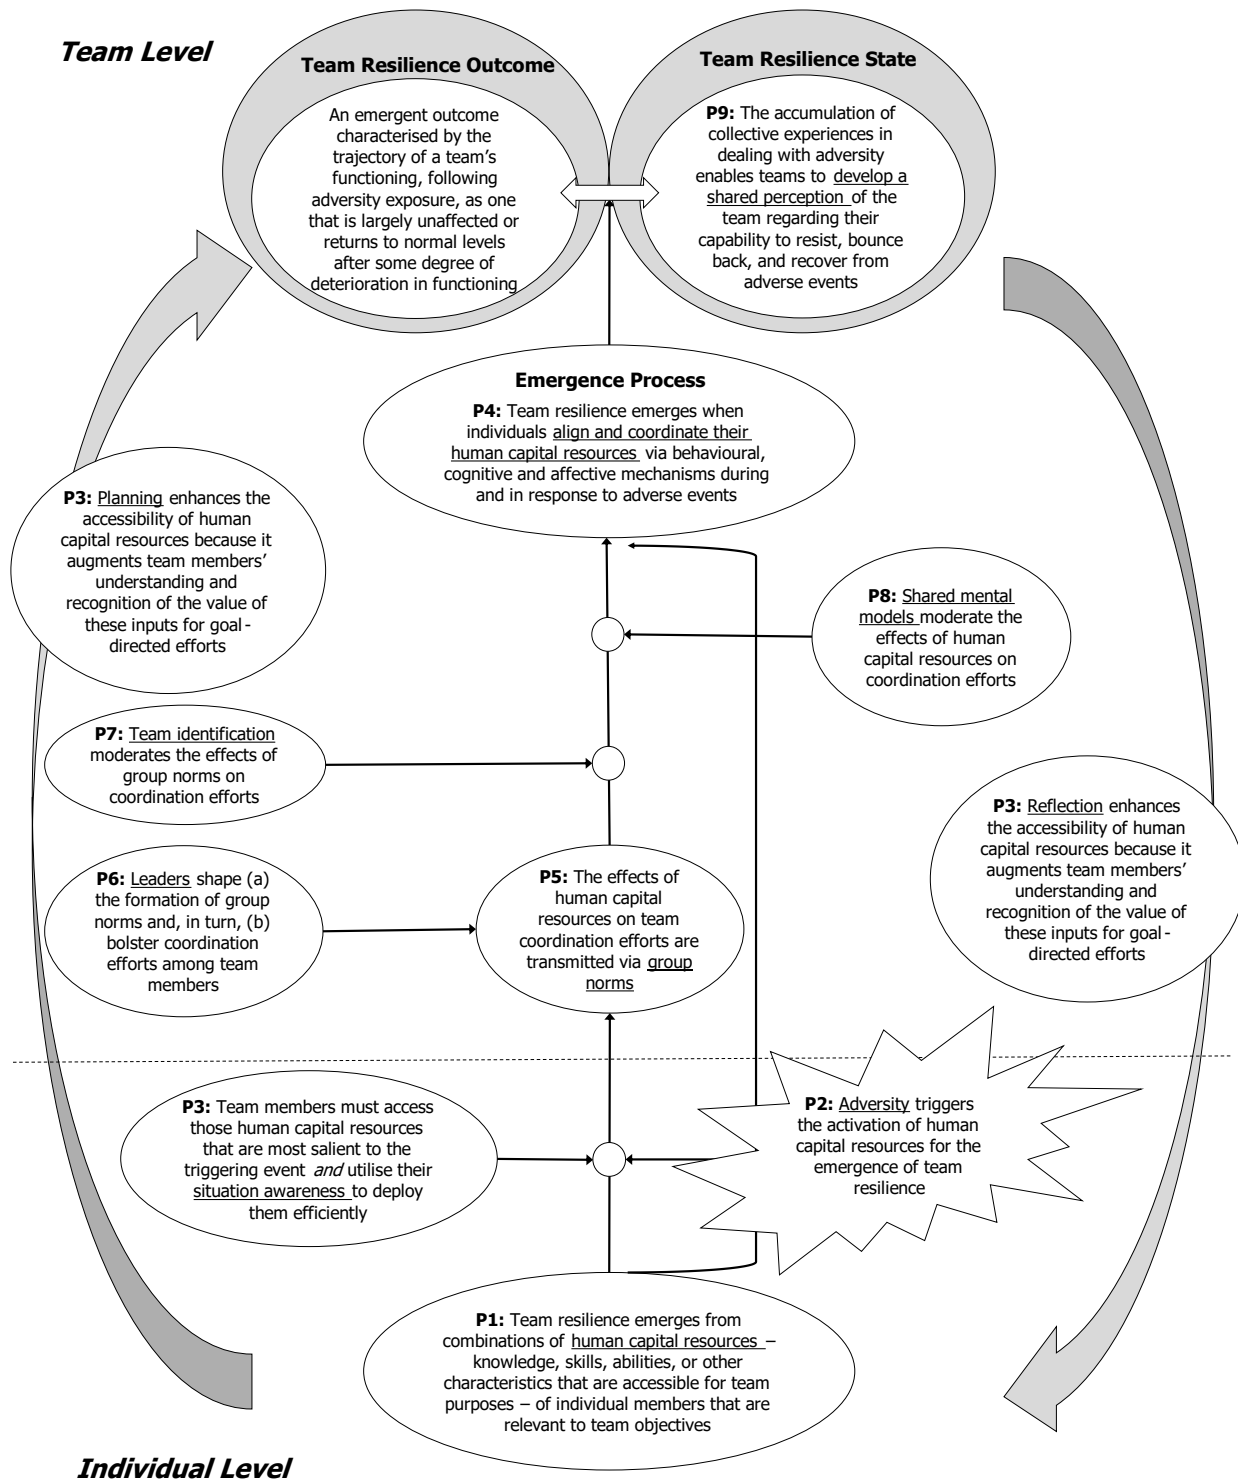 Team Level
Team Resilience Outcome
An emergent outcome
characterised by the
trajectory of a team's
functioning, following
adversity exposure, as one
that is largely unaffected or
returns to normal levels
after some degree of
deterioration in functioning
Team Resilience State
P9: The accumulation of
collective experiences in
dealing with adversity
enables teams to develop a
shared perception of the
team regarding their
capability to resist, bounce
back, and recover from
adverse events
Emergence Process
P4: Team resilience emerges when
individuals align and coordinate their
human capital resources via behavioural,
cognitive and affective mechanisms during
and in response to adverse events
P3: Planning enhances the
accessibility of human
capital resources because it
augments team members'
understanding and
recognition of the value of
these inputs for goal-
directed efforts
P8: Shared mental
models moderate the
effects of human
capital resources on
coordination efforts
P7: Team identification
moderates the effects of
group norms on
coordination efforts
P3: Reflection enhances
the accessibility of human
capital resources because it
augments team members'
understanding and
recognition of the value of
these inputs for goal-
directed efforts
P6: Leaders shape (a)
the formation of group
norms and, in turn, (b)
bolster coordination
efforts among team
members
P5: The effects of
human capital
resources on team
coordination efforts are
transmitted via group
norms
P3: Team members must access
those human capital resources
that are most salient to the
triggering event and utilise their
situation awareness to deploy
them efficiently
P2: Adversity triggers
the activation of human
capital resources for the
emergence of team
resilience
P1: Team resilience emerges from
combinations of human capital resources –
knowledge, skills, abilities, or other
characteristics that are accessible for team
purposes – of individual members that are
relevant to team objectives
Individual Level